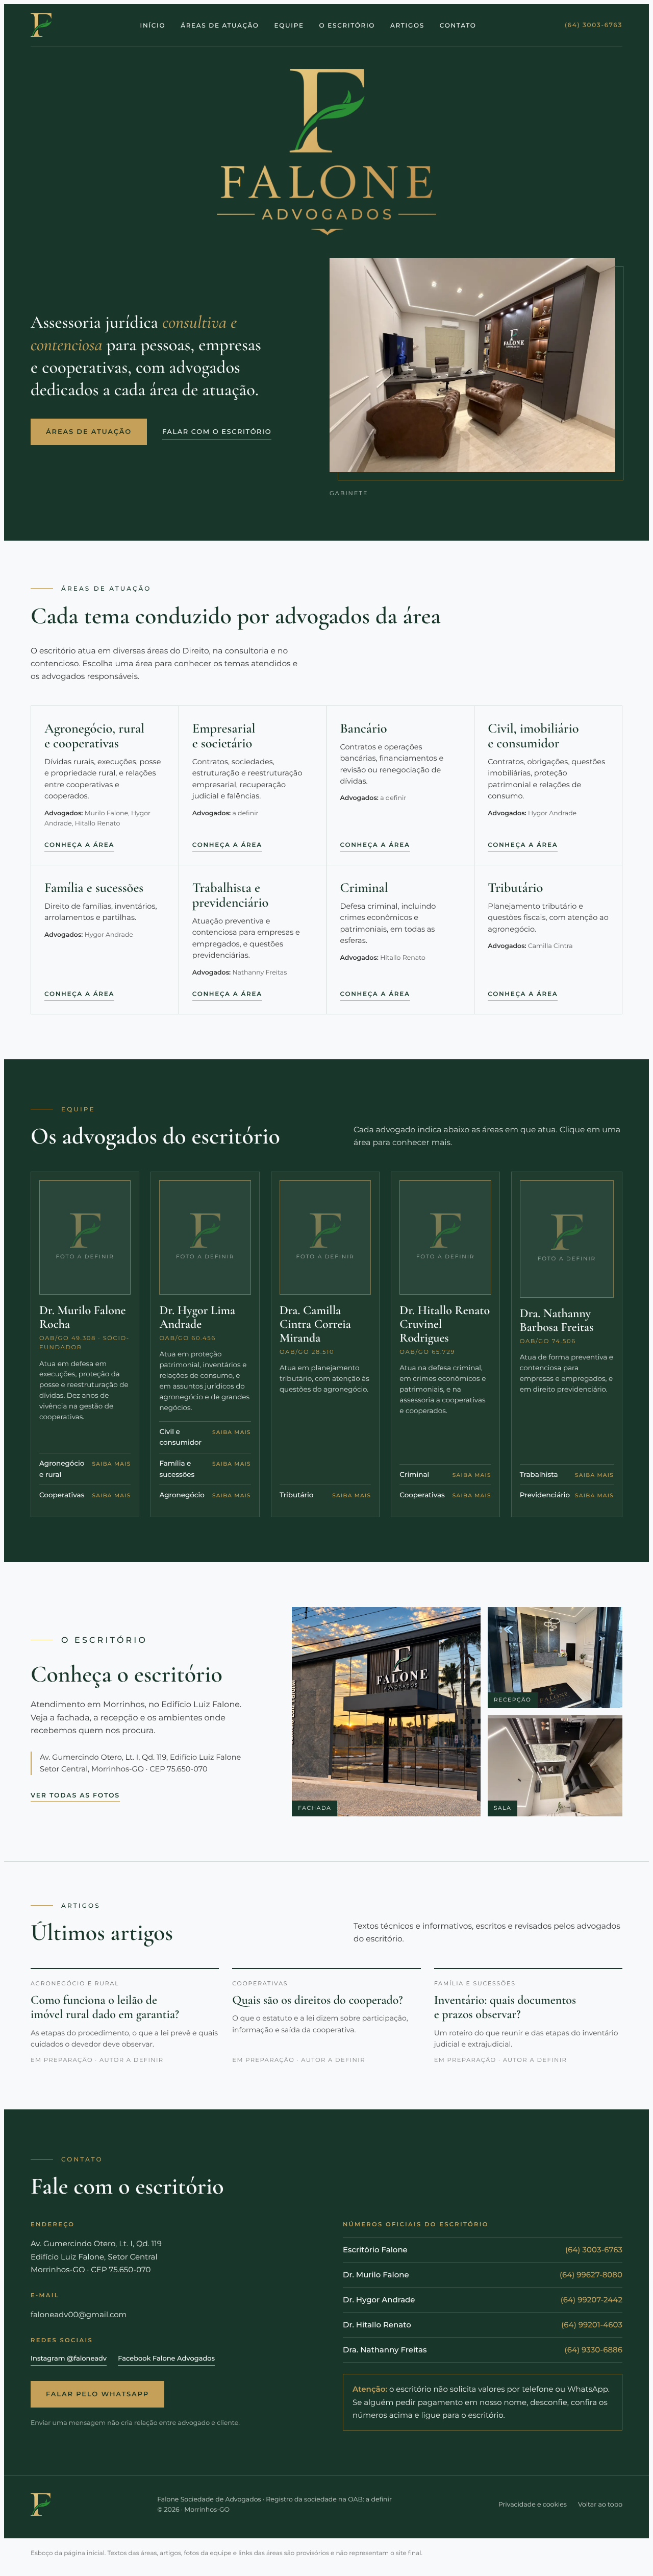 INÍCIO ÁREAS DE ATUAÇÃO EQUIPE O ESCRITÓRIO ARTIGOS CONTATO (64) 3003-6763
FALONE
ADVOGADOS
Assessoria jurídica consultiva e
contenciosa para pessoas, empresas
e cooperativas, com advogados
dedicados a cada área de atuação.
ÁREAS DE ATUAÇÃO FALAR COM O ESCRITÓRIO
FALONE
GABINETE
ÁREAS DE ATUAÇÃO
Cada tema conduzido por advogados da área
O escritório atua em diversas áreas do Direito, na consultoria e no
contencioso. Escolha uma área para conhecer os temas atendidos e
os advogados responsáveis.
Agronegócio, rural
e cooperativas
Dívidas rurais, execuções, posse
e propriedade rural, e relações
entre cooperativas e
cooperados.
Advogados: Murilo Falone, Hygor
Andrade, Hitallo Renato
CONHEÇA A ÁREA
Empresarial
e societário
Contratos, sociedades,
estruturação e reestruturação
empresarial, recuperação
judicial e falências.
Advogados: a definir
CONHEÇA A ÁREA
Bancário
Contratos e operações
bancárias, financiamentos e
revisão ou renegociação de
dívidas.
Advogados: a definir
CONHEÇA A ÁREA
Civil, imobiliário
e consumidor
Contratos, obrigações, questões
imobiliárias, proteção
patrimonial e relações de
consumo.
Advogados: Hygor Andrade
CONHEÇA A ÁREA
Família e sucessões
Direito de famílias, inventários,
arrolamentos e partilhas.
Advogados: Hygor Andrade
CONHEÇA A ÁREA
Trabalhista e
previdenciário
Atuação preventiva e
contenciosa para empresas e
empregados, e questões
previdenciárias.
Advogados: Nathanny Freitas
CONHEÇA A ÁREA
Criminal
Defesa criminal, incluindo
crimes econômicos e
patrimoniais, em todas as
esferas.
Advogados: Hitallo Renato
CONHEÇA A ÁREA
Tributário
Planejamento tributário e
questões fiscais, com atenção ao
agro.
Advogados: Camilla Cintra
CONHEÇA A ÁREA
EQUIPE
Os advogados do escritório
Cada advogado indica abaixo as áreas em que atua. Clique em uma
área para conhecer mais.
FOTO A DEFINIR
Dr. Murilo Falone
Rocha
OAB/GO 49.308 · SÓCIO-
FUNDADOR
Atua em defesa em
execuções, proteção da
posse e reestruturação de
dívidas. Dez anos de
vivência na gestão de
cooperativas.
Agronegócio
e rural
SAIBA MAIS
Cooperativas SAIBA MAIS
FOTO A DEFINIR
Dr. Hygor Lima
Andrade
OAB/GO 60.456
Atua em proteção
patrimonial, inventários e
relações de consumo, e
em assuntos jurídicos do
agronegócio e de grandes
negócios.
Civil e
consumidor
SAIBA MAIS
Família e
sucessões
SAIBA MAIS
Agronegócio SAIBA MAIS
FOTO A DEFINIR
Dra. Camilla
Cintra Correia
Miranda
OAB/GO 28.510
Atua em planejamento
tributário, com atenção às
questões do agronegócio.
Tributário SAIBA MAIS
FOTO A DEFINIR
Dr. Hitallo Renato
Cruvinel
Rodrigues
OAB/GO 65.729
Atua na defesa criminal,
em crimes econômicos e
patrimoniais, e na
assessoria a cooperativas
e cooperados.
Criminal SAIBA MAIS
Cooperativas SAIBA MAIS
FOTO A DEFINIR
Dra. Nathanny
Barbosa Freitas
OAB/GO 74.506
Atua de forma preventiva e
contenciosa para
empresas e empregados, e
em direito previdenciário.
Trabalhista SAIBA MAIS
Previdenciário SAIBA MAIS
O ESCRITÓRIO
Conheça o escritório
Atendimento em Morrinhos, no Edifício Luiz Falone.
Veja a fachada, a recepção e os ambientes onde
recebemos quem nos procura.
Av. Gumercindo Otero, Lt. I, Qd. 119, Edifício Luiz Falone
Setor Central, Morrinhos-GO · CEP 75.650-070
VER TODAS AS FOTOS
FALONE
ADVOGADOS
FACHADA
FALONE
RECEPÇÃO
SALA
ARTIGOS
Últimos artigos
Textos técnicos e informativos, escritos e revisados pelos advogados
do escritório.
AGRONEGÓCIO E RURAL
Como funciona o leilão de
imóvel rural dado em garantia?
As etapas do procedimento, o que a lei prevê e quais
cuidados o devedor deve observar.
EM PREPARAÇÃO · AUTOR A DEFINIR
COOPERATIVAS
Quais são os direitos do cooperado?
O que o estatuto e a lei dizem sobre participação,
informação e saída da cooperativa.
EM PREPARAÇÃO · AUTOR A DEFINIR
FAMÍLIA E SUCESSÕES
Inventário: quais documentos
e prazos observar?
Um roteiro do que reunir e das etapas do inventário
judicial e extrajudicial.
EM PREPARAÇÃO · AUTOR A DEFINIR
CONTATO
Fale com o escritório
ENDEREÇO
Av. Gumercindo Otero, Lt. I, Qd. 119
Edifício Luiz Falone, Setor Central
Morrinhos-GO · CEP 75.650-070
E-MAIL
faloneadv00@gmail.com
REDES SOCIAIS
Instagram @faloneadv Facebook Falone Advogados
FALAR PELO WHATSAPP
Enviar uma mensagem não cria relação entre advogado e cliente.
NÚMEROS OFICIAIS DO ESCRITÓRIO
Escritório Falone (64) 3003-6763
Dr. Murilo Falone (64) 99627-8080
Dr. Hygor Andrade (64) 99207-2442
Dr. Hitallo Renato (64) 99201-4603
Dra. Nathanny Freitas (64) 9330-6886
Atenção: o escritório não solicita valores por telefone ou WhatsApp.
Se alguém pedir pagamento em nosso nome, desconfie, confira os
números acima e ligue para o escritório.
Falone Sociedade de Advogados · Registro da sociedade na OAB: a definir
© 2026 · Morrinhos-GO
Privacidade e cookies Voltar ao topo
Esboço da página inicial. Textos das áreas, artigos, fotos da equipe e links das áreas são provisórios e não representam o site final.